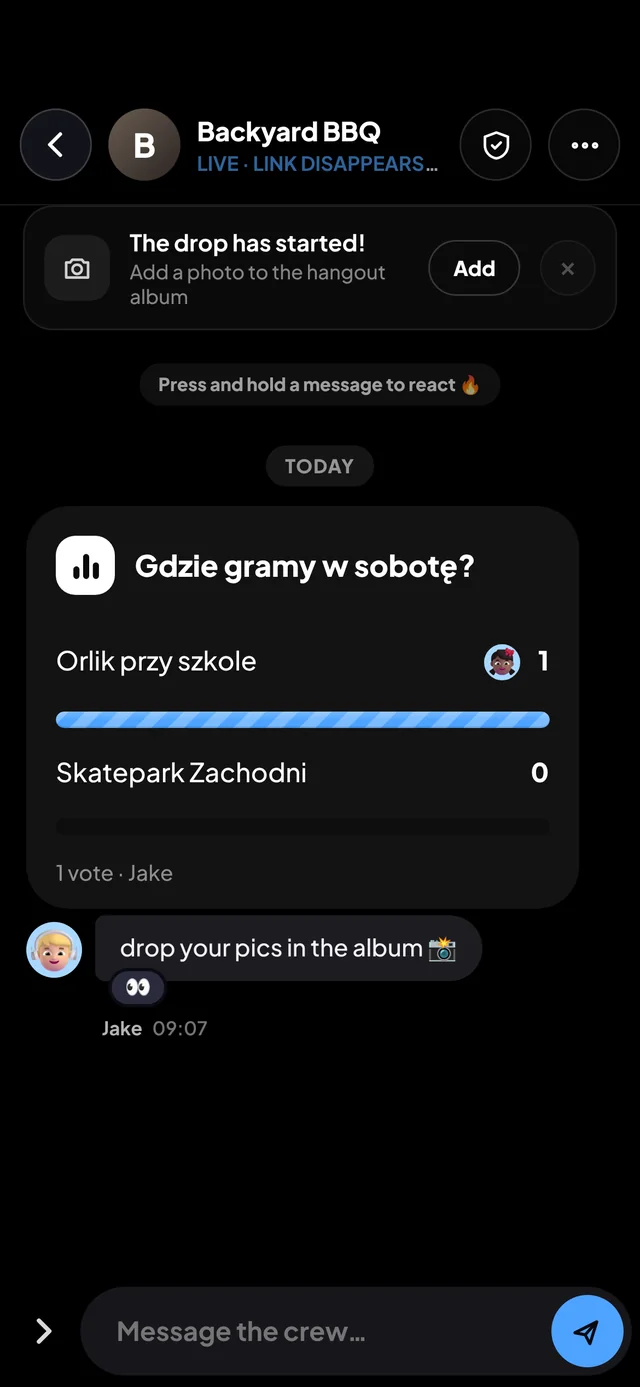 B
Backyard BBQ
LIVE · LINK DISAPPEARS…
The drop has started!
Add a photo to the hangout
album
Add
Press and hold a message to react 🔥
TODAY
Gdzie gramy w sobotę?
Orlik przy szkole 1
Skatepark Zachodni 0
1 vote · Jake
drop your pics in the album 📸
👀
Jake 09:07
Message the crew…